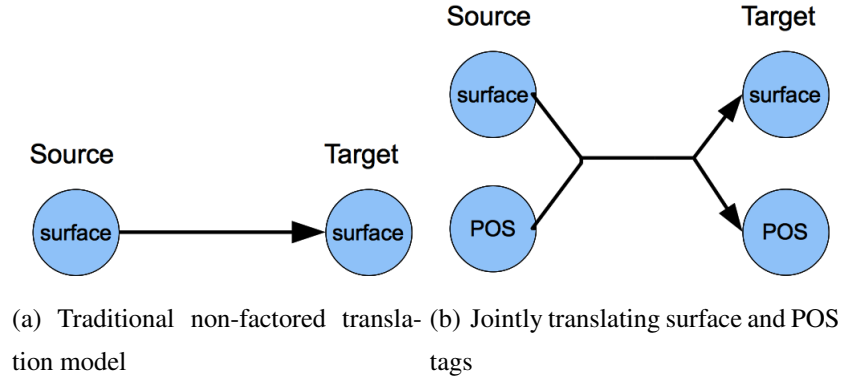 Source Target
surface surface
POS POS
Source Target
surface surface
(a) Traditional non-factored transla-
tion model
(b) Jointly translating surface and POS
tags